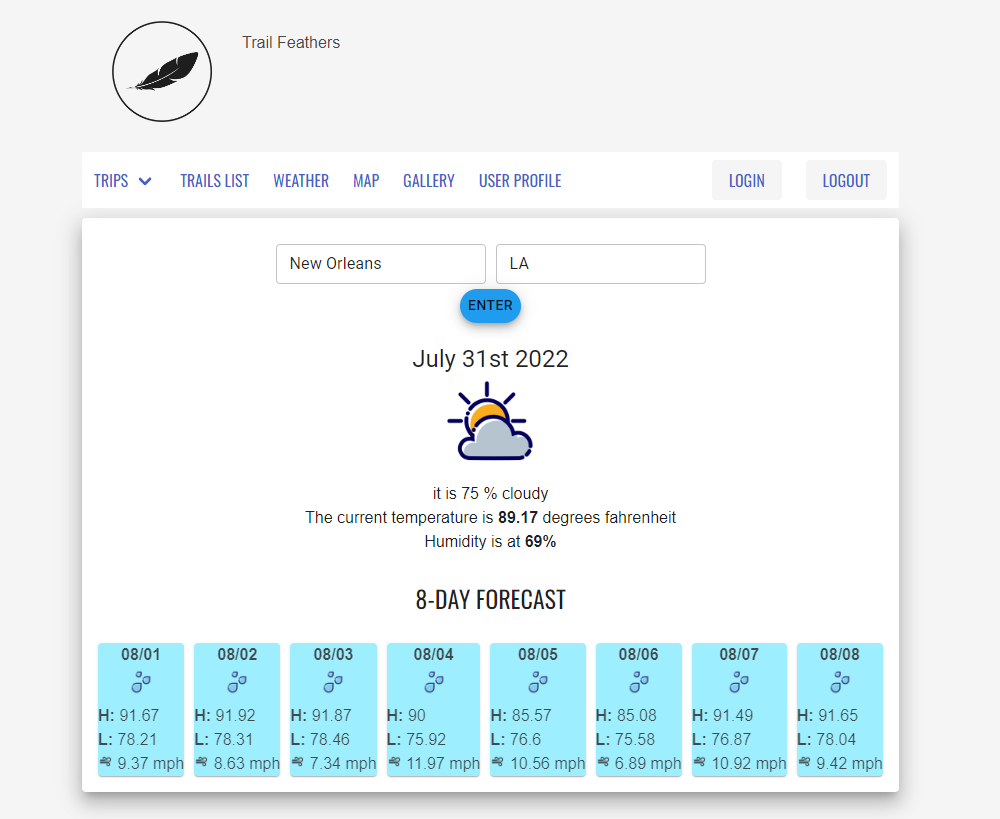 Trail Feathers
TRIPS TRAILS LIST WEATHER MAP GALLERY USER PROFILE LOGIN LOGOUT
New Orleans LA
ENTER
July 31st 2022
it is 75 % cloudy
The current temperature is 89.17 degrees fahrenheit
Humidity is at 69%
8-DAY FORECAST
08/01 08/02 08/03 08/04 08/05 08/06 08/07 08/08
H: 91.67 H: 91.92 H: 91.87 H: 90 H: 85.57 H: 85.08 H: 91.49 H: 91.65
L: 78.21 L: 78.31 L: 78.46 L: 75.92 L: 76.6 L: 75.58 L: 76.87 L: 78.04
9.37 mph 8.63 mph 7.34 mph 11.97 mph 10.56 mph 6.89 mph 10.92 mph 9.42 mph